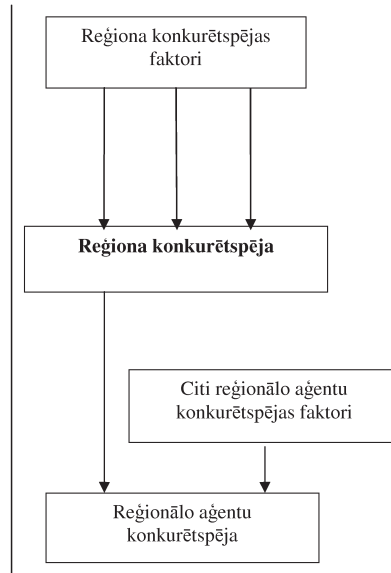 Reģiona konkurētspējas
faktori
Reģiona konkurētspēja
Citi reģionālo aģentu
konkurētspējas faktori
Reģionālo aģentu
konkurētspēja